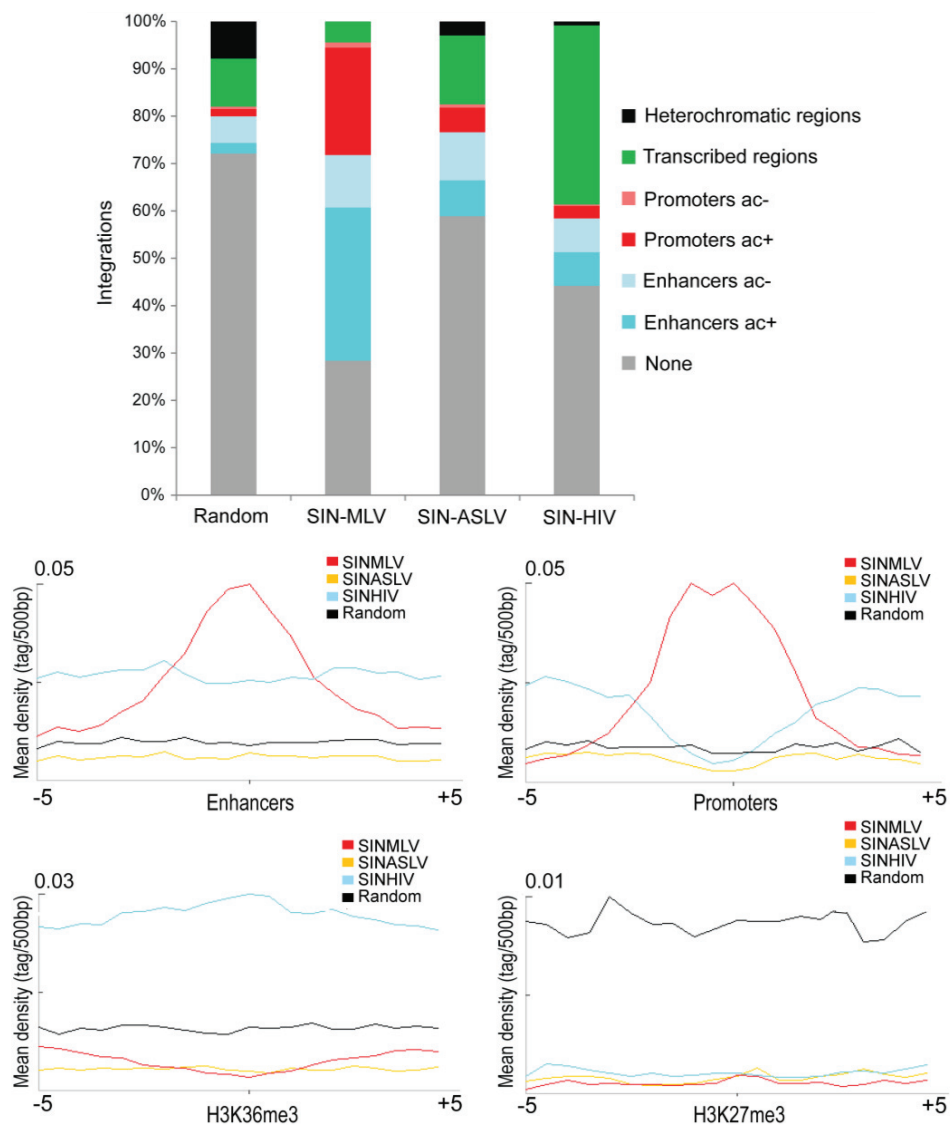 100%
90%
80%
70%
60%
50%
40%
30%
20%
10%
0%
Integrations
Random
SIN-MLV
SIN-ASLV
SIN-HIV
Heterochromatic regions
Transcribed regions
Promoters ac-
Promoters ac+
Enhancers ac-
Enhancers ac+
None
0.05
Mean density (tag/500bp)
SINMLV
SINASLV
SINHIV
Random
-5
Enhancers
+5
0.05
Mean density (tag/500bp)
SINMLV
SINASLV
SINHIV
Random
-5
Promoters
+5
0.03
Mean density (tag/500bp)
SINMLV
SINASLV
SINHIV
Random
-5
H3K36me3
+5
0.01
Mean density (tag/500bp)
SINMLV
SINASLV
SINHIV
Random
-5
H3K27me3
+5